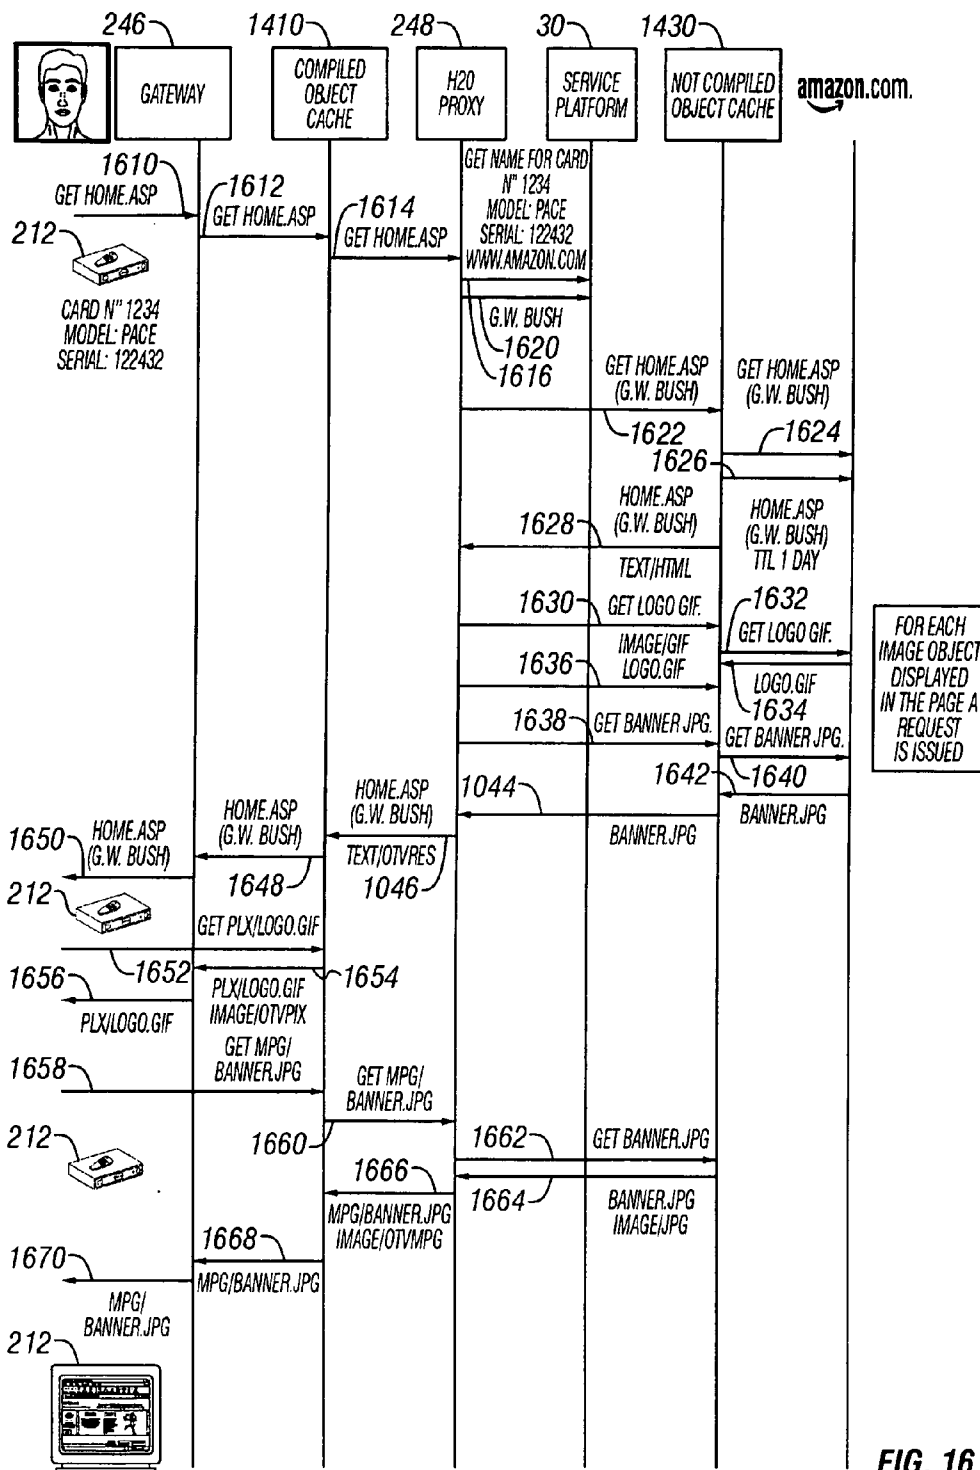 246
1410
248
30
1430
GATEWAY
COMPILED
OBJECT
CACHE
H20
PROXY
SERVICE
PLATFORM
NOT COMPILED
OBJECT CACHE
amazon.com.
1610
GET HOME.ASP
1612
GET HOME.ASP
1614
GET HOME.ASP
GET NAME FOR CARD
N" 1234
MODEL: PACE
SERIAL: 122432
WWW.AMAZON.COM
212
CARD N" 1234
MODEL: PACE
SERIAL: 122432
G.W. BUSH
1620
1616
GET HOME.ASP
(G.W. BUSH)
1622
GET HOME.ASP
(G.W. BUSH)
1624
1626
HOME.ASP
(G.W. BUSH)
1628
TEXT/HTML
HOME.ASP
(G.W. BUSH)
TTL 1 DAY
1630
GET LOGO GIF.
1632
GET LOGO GIF.
IMAGE/GIF
LOGO.GIF
1636
LOGO.GIF
1634
1638
GET BANNER JPG.
GET BANNER JPG.
1640
1642
BANNER.JPG
FOR EACH
IMAGE OBJECT
DISPLAYED
IN THE PAGE A
REQUEST
IS ISSUED
1044
BANNER.JPG
HOME.ASP
(G.W. BUSH)
TEXT/OTVRES
1046
HOME.ASP
(G.W. BUSH)
1648
1650
HOME.ASP
(G.W. BUSH)
212
GET PLX/LOGO.GIF
1652
1654
PLX/LOGO.GIF
IMAGE/OTVPIX
1656
PLX/LOGO.GIF
1658
GET MPG/
BANNER.JPG
GET MPG/
BANNER.JPG
1660
212
1662
GET BANNER.JPG
1664
BANNER.JPG
IMAGE/JPG
1666
MPG/BANNER.JPG
IMAGE/OTVMPG
1668
MPG/BANNER.JPG
1670
MPG/
BANNER.JPG
212
FIG. 16